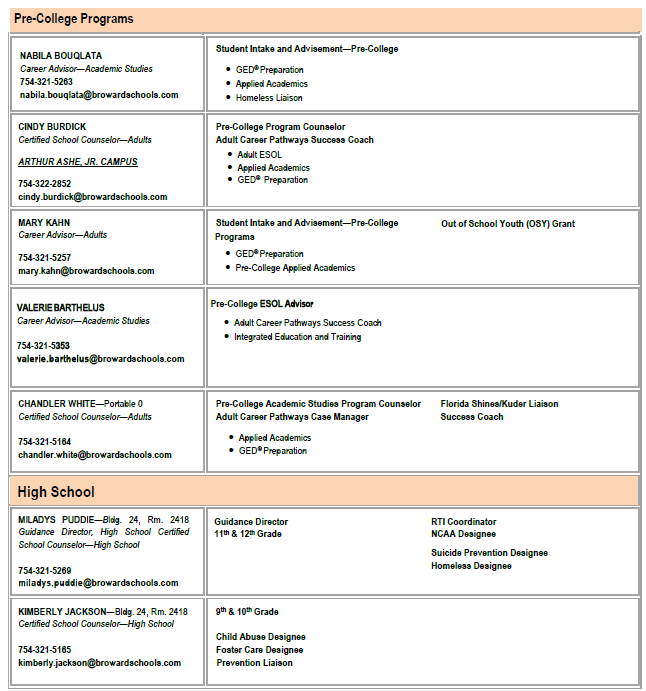 Pre-College Programs
NABILA BOUQLATA
Career Advisor—Academic Studies
754-321-5263
nabila.bouqlata@browardschools.com
Student Intake and Advisement—Pre-College
• GED® Preparation
• Applied Academics
• Homeless Liaison
CINDY BURDICK
Certified School Counselor—Adults
ARTHUR ASHE, JR. CAMPUS
754-322-2852
cindy.burdick@browardschools.com
Pre-College Program Counselor
Adult Career Pathways Success Coach
• Adult ESOL
• Applied Academics
• GED® Preparation
MARY KAHN
Career Advisor—Adults
754-321-5257
mary.kahn@browardschools.com
Student Intake and Advisement—Pre-College
Programs
• GED® Preparation
• Pre-College Applied Academics
Out of School Youth (OSY) Grant
VALERIE BARTHELUS
Career Advisor—Academic Studies
754-321-5353
valerie.barthelus@browardschools.com
Pre-College ESOL Advisor
• Adult Career Pathways Success Coach
• Integrated Education and Training
CHANDLER WHITE—Portable 0
Certified School Counselor—Adults
754-321-5164
chandler.white@browardschools.com
Pre-College Academic Studies Program Counselor
Adult Career Pathways Case Manager
• Applied Academics
• GED® Preparation
Florida Shines/Kuder Liaison
Success Coach
High School
MILADYS PUDDIE—Bldg. 24, Rm. 2418
Guidance Director, High School Certified
School Counselor—High School
754-321-5269
miladys.puddie@browardschools.com
Guidance Director
11th & 12th Grade
RTI Coordinator
NCAA Designee
Suicide Prevention Designee
Homeless Designee
KIMBERLY JACKSON—Bldg. 24, Rm. 2418
Certified School Counselor—High School
754-321-5165
kimberly.jackson@browardschools.com
9th & 10th Grade
Child Abuse Designee
Foster Care Designee
Prevention Liaison